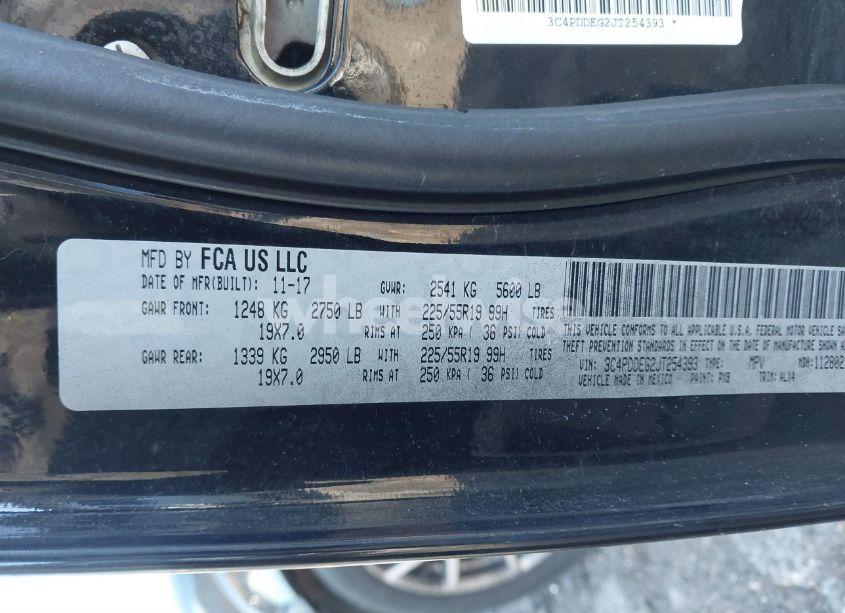 3C4PDDEG2JT254393 *
MFD BY FCA US LLC
DATE OF MFR(BUILT): 11-17 GVWR: 2541 KG 5600 LB
GAWR FRONT: 1248 KG 2750 LB WITH 225/55R19 99H TIRES
19X7.0 RIMS AT 250 KPA ( 36 PSI) COLD
GAWR REAR: 1339 KG 2950 LB WITH 225/55R19 99H TIRES
19X7.0 RIMS AT 250 KPA ( 36 PSI) COLD
THIS VEHICLE CONFORMS TO ALL APPLICABLE U.S.A. FEDERAL MOTOR VEHICLE SA
THEFT PREVENTION STANDARDS IN EFFECT ON THE DATE OF MANUFACTURE SHOWN A
VIN: 3C4PDDEG2JT254393 TYPE: MPV MDH: 112802
VEHICLE MADE IN MEXICO PAINT: PX8 TRIM: ALX4